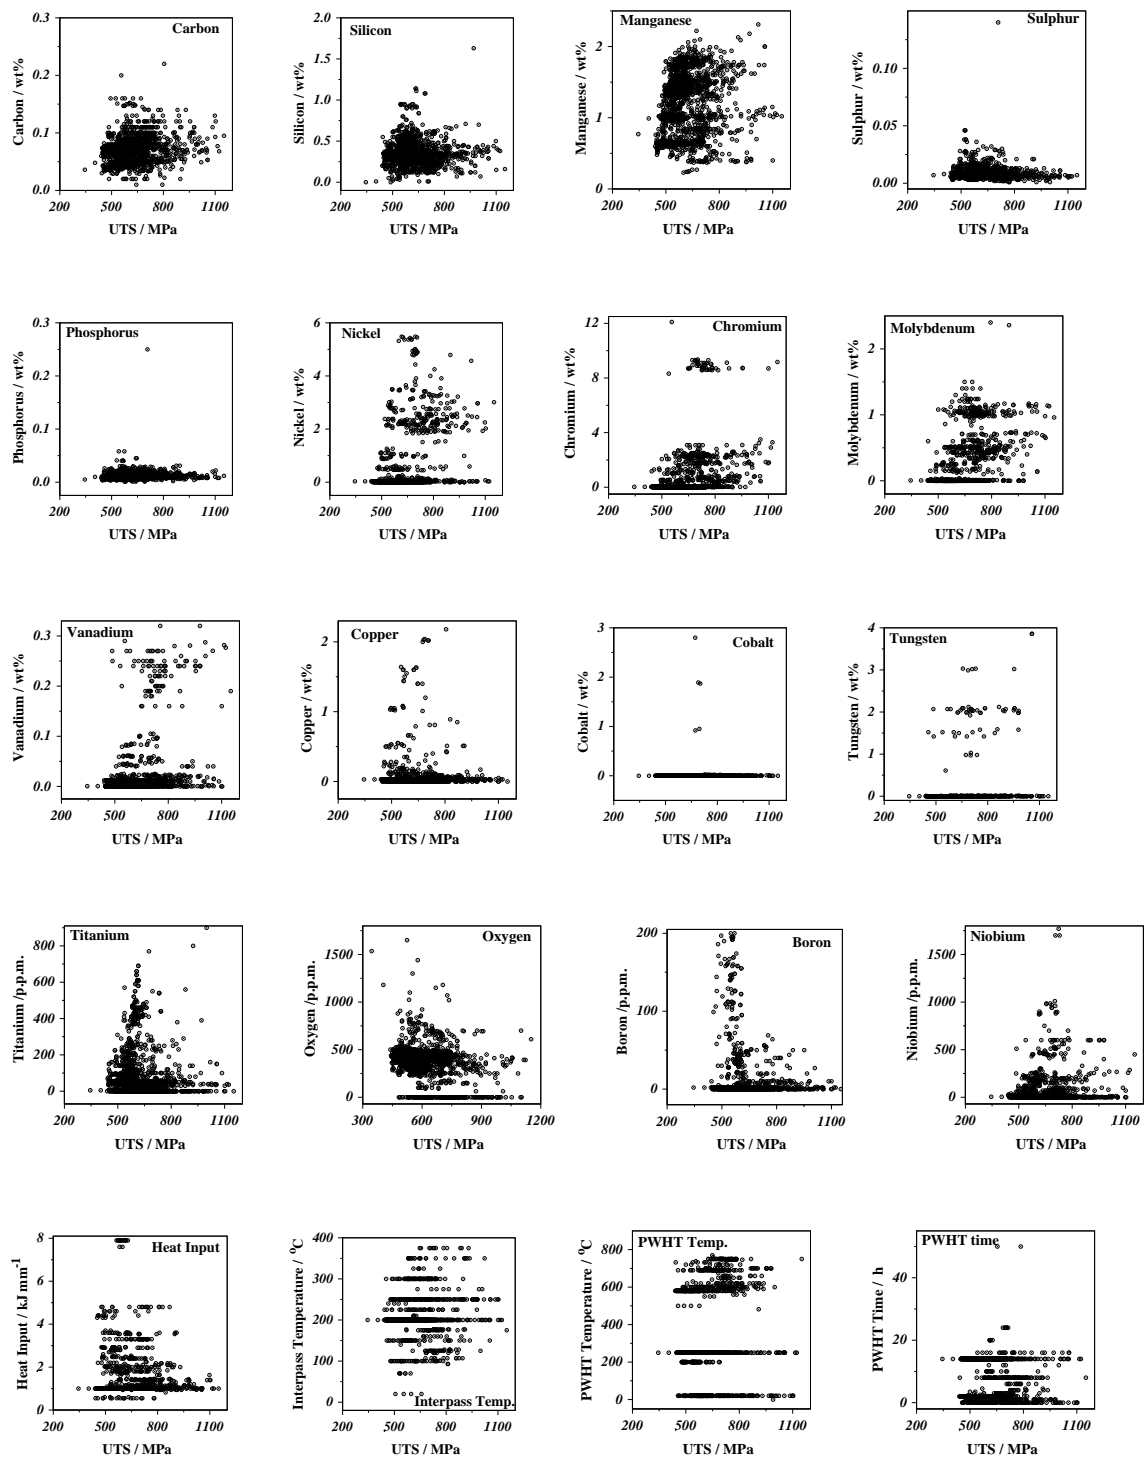 0.3
Carbon
0.2
0.1
0.0
Carbon / wt%
200 500 800 1100
UTS / MPa
2.0
Silicon
1.5
1.0
0.5
0.0
Silicon / wt%
200 500 800 1100
UTS / MPa
Manganese
2
1
0
Manganese / wt%
200 500 800 1100
UTS / MPa
Sulphur
0.10
0.05
0.00
Sulphur / wt%
200 500 800 1100
UTS / MPa
0.3
Phosphorus
0.2
0.1
0.0
Phosphorus / wt%
200 500 800 1100
UTS / MPa
6
Nickel
4
2
0
Nickel / wt%
200 500 800 1100
UTS / MPa
12
Chromium
8
4
0
Chromium / wt%
200 500 800 1100
UTS / MPa
Molybdenum
2
1
0
Molybdenum / wt%
200 500 800 1100
UTS / MPa
Vanadium
0.3
0.2
0.1
0.0
Vanadium / wt%
200 500 800 1100
UTS / MPa
Copper
2
1
0
Copper / wt%
200 500 800 1100
UTS / MPa
3
Cobalt
2
1
0
Cobalt / wt%
200 500 800 1100
UTS / MPa
4
Tungsten
3
2
1
0
Tungsten / wt%
200 500 800 1100
UTS / MPa
Titanium
800
600
400
200
0
Titanium /p.p.m.
200 500 800 1100
UTS / MPa
Oxygen
1500
1000
500
0
Oxygen /p.p.m.
300 600 900 1200
UTS / MPa
200
Boron
150
100
50
0
Boron /p.p.m.
200 500 800 1100
UTS / MPa
Niobium
1500
1000
500
0
Niobium /p.p.m.
200 500 800 1100
UTS / MPa
8
Heat Input
6
4
2
0
Heat Input / kJ mm-1
200 500 800 1100
UTS / MPa
400
300
200
100
0
Interpass Temp.
Interpass Temperature / °C
200 500 800 1100
UTS / MPa
PWHT Temp.
800
600
400
200
0
PWHT Temperature / °C
200 500 800 1100
UTS / MPa
PWHT time
40
20
0
PWHT Time / h
200 500 800 1100
UTS / MPa